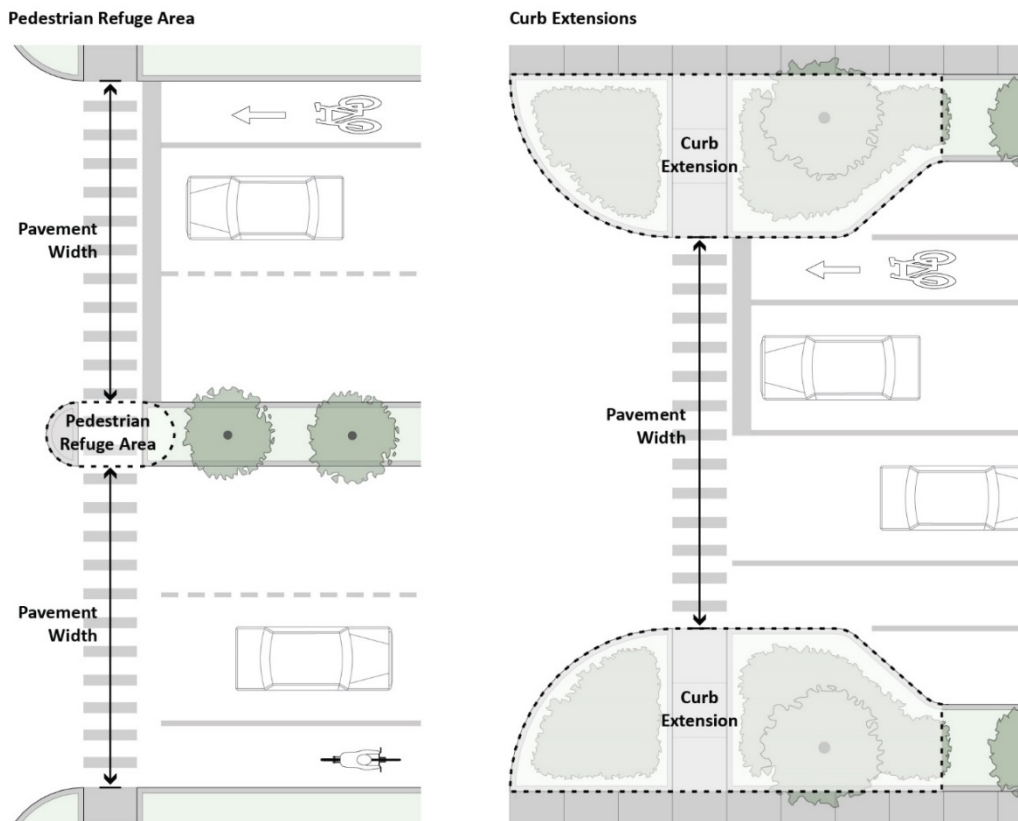 Pedestrian Refuge Area
Pavement
Width
Pedestrian
Refuge Area
Pavement
Width
Curb Extensions
Curb
Extension
Pavement
Width
Curb
Extension